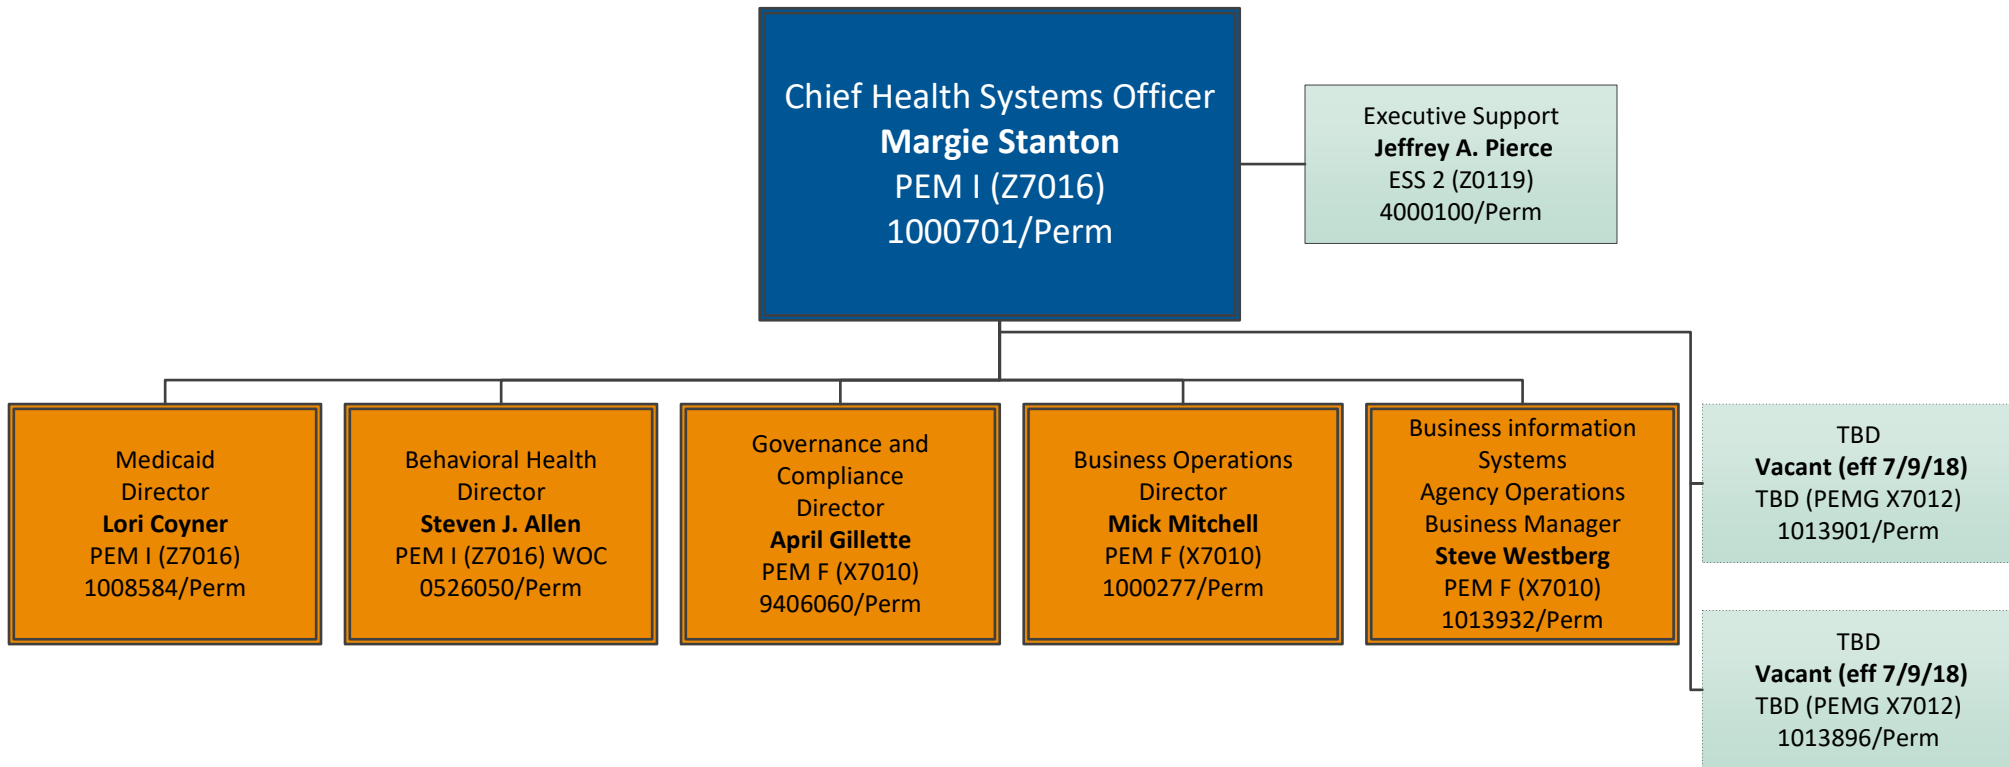 Chief Health Systems Officer
Margie Stanton
PEM I (Z7016)
1000701/Perm
Executive Support
Jeffrey A. Pierce
ESS 2 (Z0119)
4000100/Perm
Medicaid
Director
Lori Coyner
PEM I (Z7016)
1008584/Perm
Behavioral Health
Director
Steven J. Allen
PEM I (Z7016) WOC
0526050/Perm
Governance and
Compliance
Director
April Gillette
PEM F (X7010)
9406060/Perm
Business Operations
Director
Mick Mitchell
PEM F (X7010)
1000277/Perm
Business information
Systems
Agency Operations
Business Manager
Steve Westberg
PEM F (X7010)
1013932/Perm
TBD
Vacant (eff 7/9/18)
TBD (PEMG X7012)
1013901/Perm
TBD
Vacant (eff 7/9/18)
TBD (PEMG X7012)
1013896/Perm